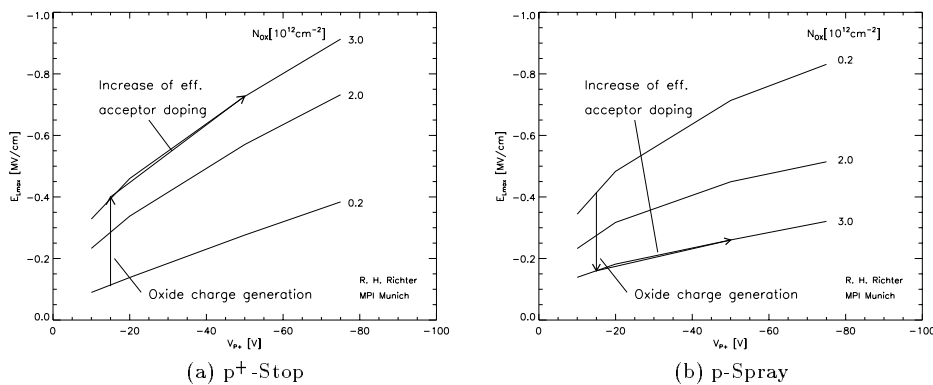 N_OX[10^12cm^-2]
3.0
Increase of eff.
acceptor doping
2.0
0.2
Oxide charge generation
R. H. Richter
MPI Munich
E_Lmax [MV/cm]
-1.0
-0.8
-0.6
-0.4
-0.2
0.0
0
-20
-40
-60
-80
-100
V_P+ [V]
(a) p^+-Stop
N_OX[10^12cm^-2]
0.2
Increase of eff.
acceptor doping
2.0
3.0
Oxide charge generation
R. H. Richter
MPI Munich
E_Lmax [MV/cm]
-1.0
-0.8
-0.6
-0.4
-0.2
0.0
0
-20
-40
-60
-80
-100
V_P+ [V]
(b) p-Spray